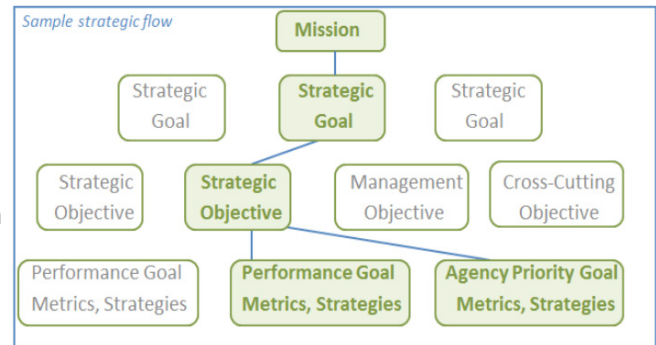 Sample strategic flow
Mission
Strategic
Goal
Strategic
Goal
Strategic
Goal
Strategic
Objective
Strategic
Objective
Management
Objective
Cross-Cutting
Objective
Performance Goal
Metrics, Strategies
Performance Goal
Metrics, Strategies
Agency Priority Goal
Metrics, Strategies